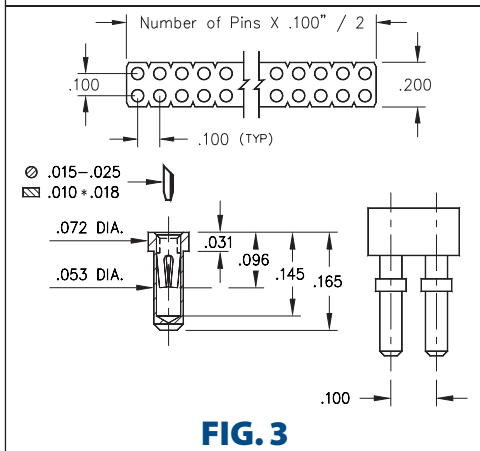 Number of Pins X .100" / 2
.100
.200
.100 (TYP)
.015-.025
.010 * .018
.072 DIA.
.031
.096
.053 DIA.
.145
.165
.100
FIG. 3